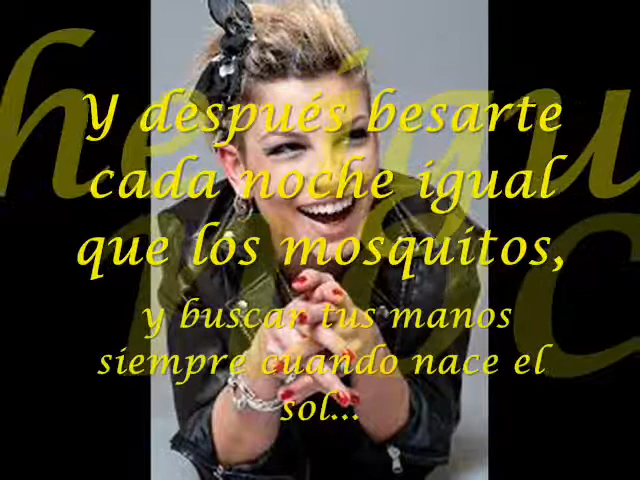 Y después besarte
cada noche igual
que los mosquitos,
y buscar tus manos
siempre cuando nace el
sol...